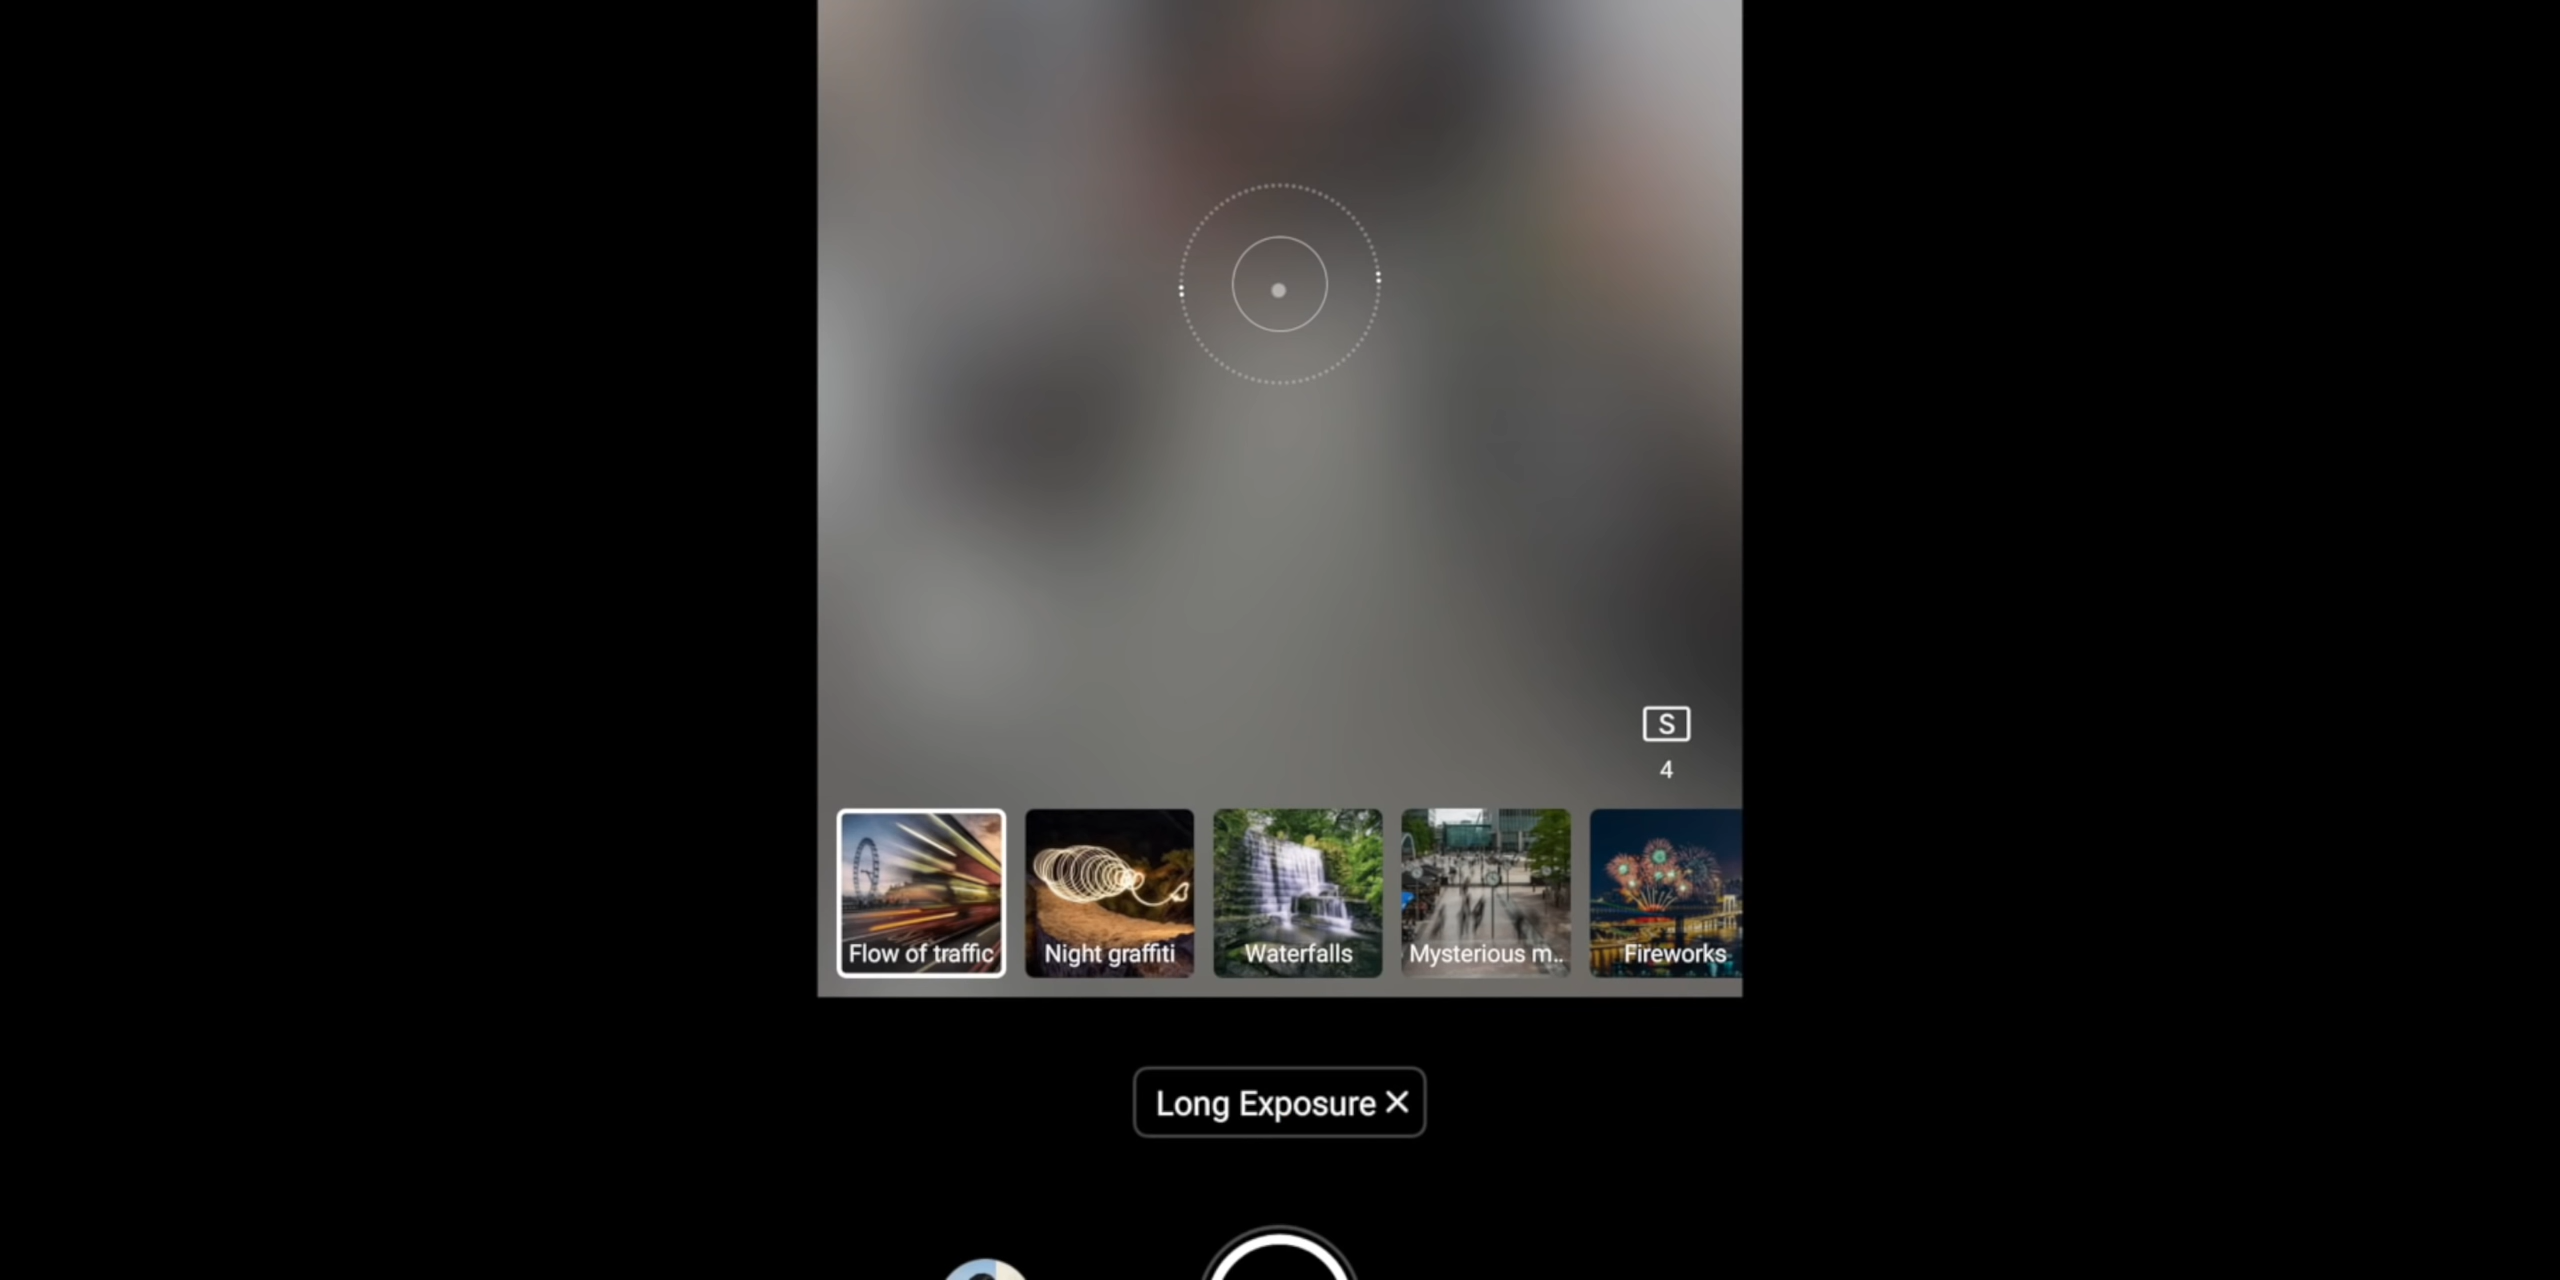 S
4
Flow of traffic
Night graffiti
Waterfalls
Mysterious m..
Fireworks
Long Exposure ×